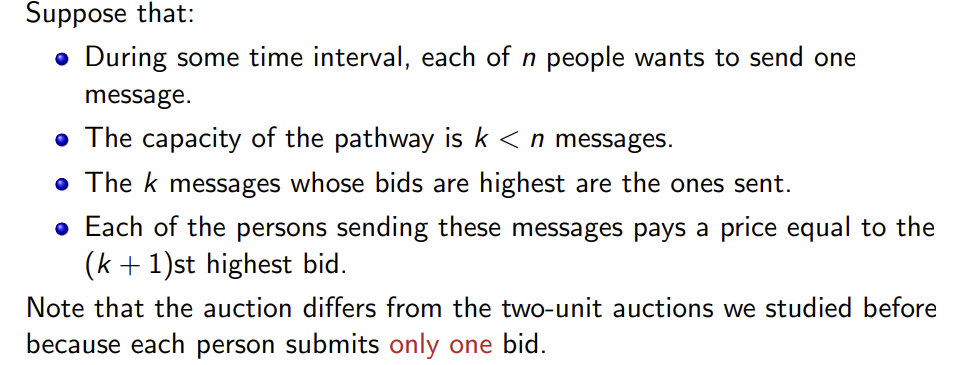 Suppose that:
During some time interval, each of n people wants to send one
message.
The capacity of the pathway is k < n messages.
The k messages whose bids are highest are the ones sent.
Each of the persons sending these messages pays a price equal to the
(k + 1)st highest bid.
Note that the auction differs from the two-unit auctions we studied before
because each person submits only one bid.